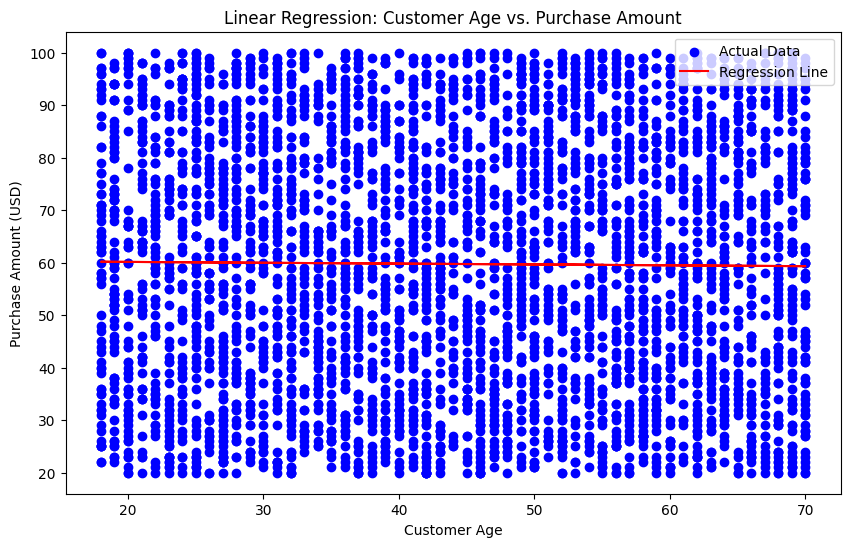 Linear Regression: Customer Age vs. Purchase Amount
Actual Data
Regression Line
Purchase Amount (USD)
100
90
80
70
60
50
40
30
20
20 30 40 50 60 70
Customer Age